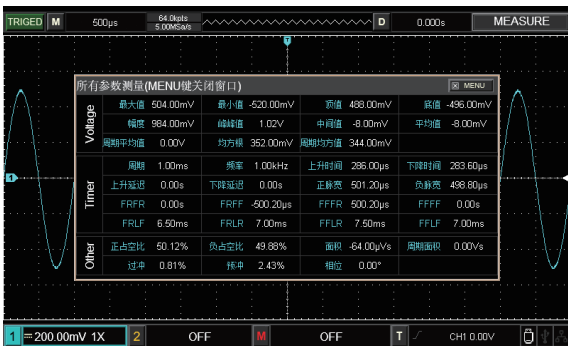 TRIGED M 500μs 64.0kpts 5.00MSa/s D 0.000s MEASURE
T
所有参数测量(MENU键关闭窗口) MENU
Voltage
最大值 504.00mV 最小值 -520.00mV 顶值 488.00mV 底值 -496.00mV
幅度 984.00mV 峰峰值 1.02V 中间值 -8.00mV 平均值 -8.00mV
周期平均值 0.00V 均方根 352.00mV 周期均方值 344.00mV
Timer
周期 1.00ms 频率 1.00kHz 上升时间 286.00μs 下降时间 283.60μs
上升延迟 0.00s 下降延迟 0.00s 正脉宽 501.20μs 负脉宽 498.80μs
FRFR 0.00s FRFF -500.20μs FFFR 500.20μs FFFF 0.00s
FRLF 6.50ms FRLR 7.00ms FFLR 7.50ms FFLF 7.00ms
Other
正占空比 50.12% 负占空比 49.88% 面积 -64.00μVs 周期面积 0.00Vs
过冲 0.81% 预冲 2.43% 相位 0.00°
1
1 200.00mV 1X 2 OFF M OFF T CH1 0.00V